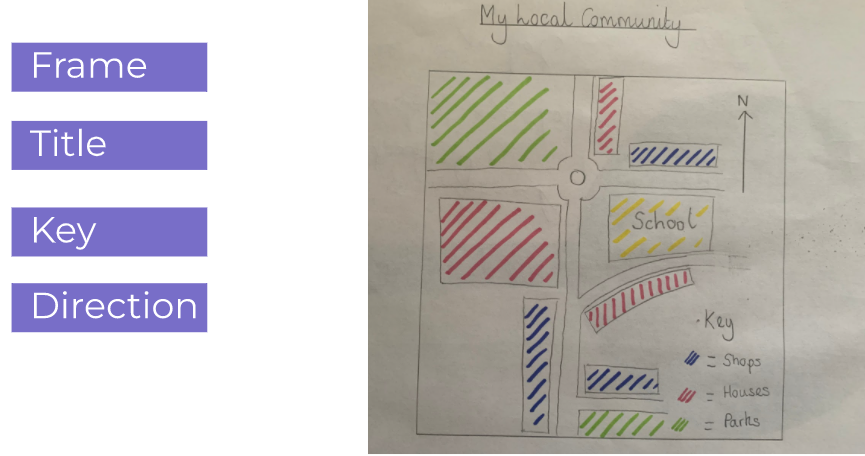 Frame
Title
Key
Direction
My Local Community
N
School
Key
= Shops
= Houses
= Parks